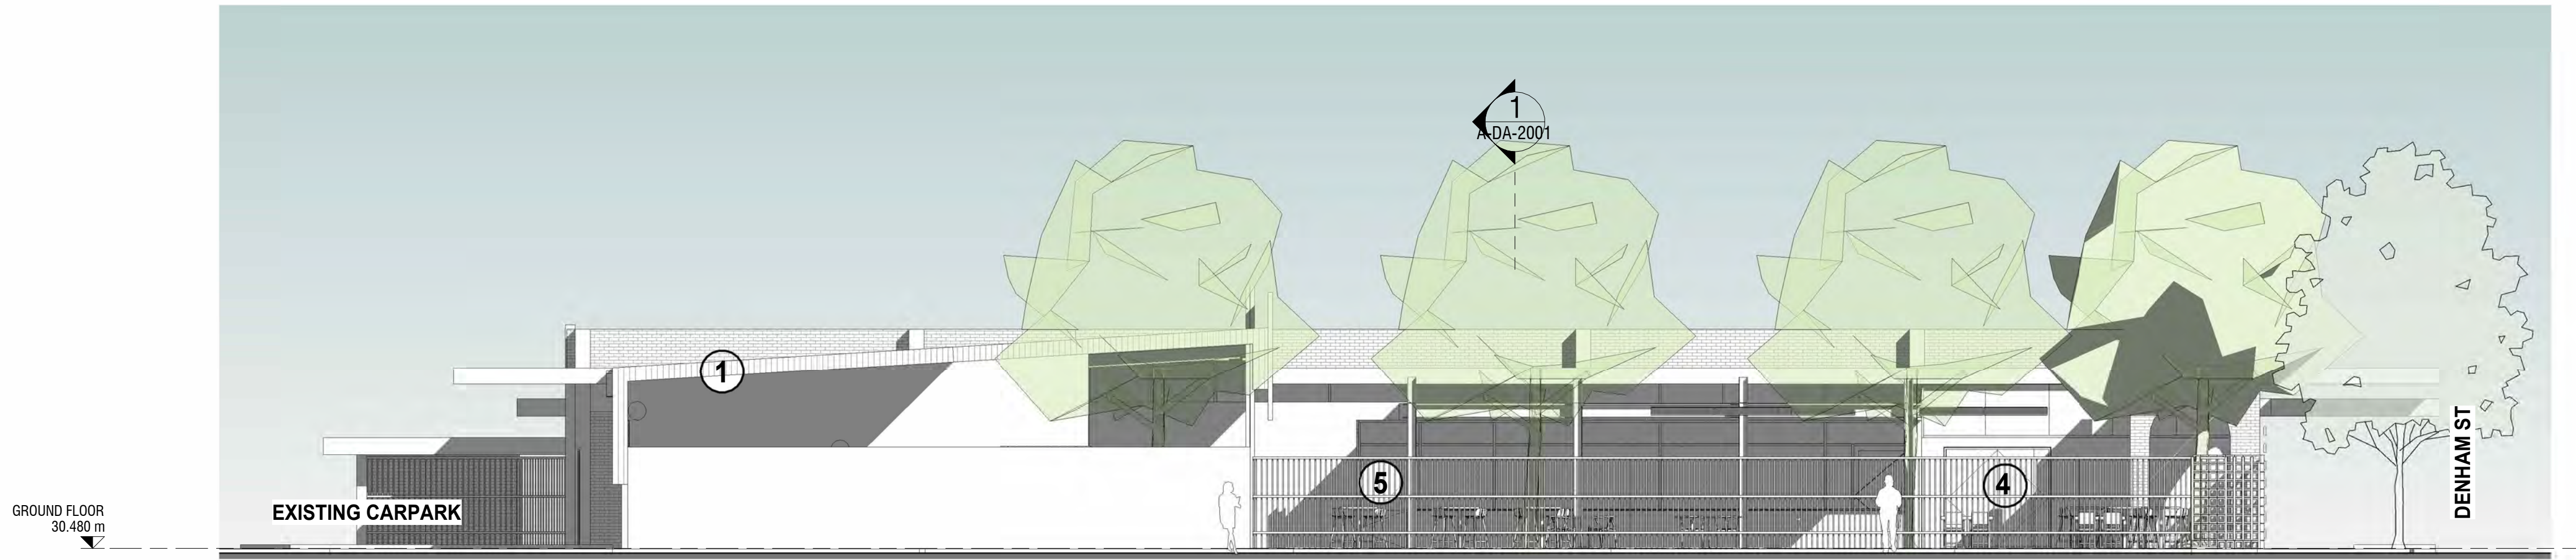 1
A-DA-2001
1
5
4
EXISTING CARPARK
DENHAM ST
GROUND FLOOR
30.480 m